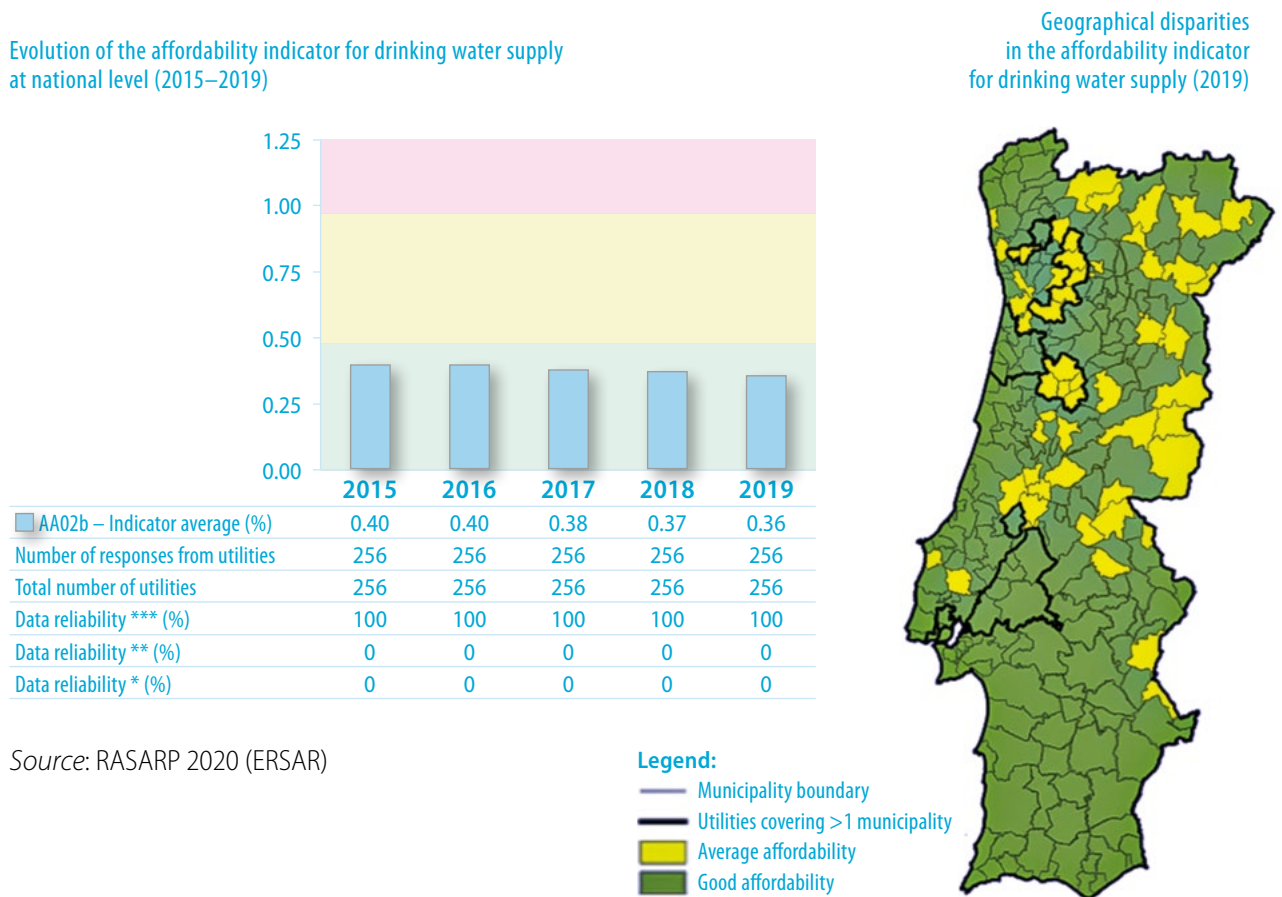 Evolution of the affordability indicator for drinking water supply
at national level (2015–2019)
Geographical disparities
in the affordability indicator
for drinking water supply (2019)
1.25
1.00
0.75
0.50
0.25
0.00
2015 2016 2017 2018 2019
AA02b – Indicator average (%) 0.40 0.40 0.38 0.37 0.36
Number of responses from utilities 256 256 256 256 256
Total number of utilities 256 256 256 256 256
Data reliability *** (%) 100 100 100 100 100
Data reliability ** (%) 0 0 0 0 0
Data reliability * (%) 0 0 0 0 0
Source: RASARP 2020 (ERSAR)
Legend:
Municipality boundary
Utilities covering >1 municipality
Average affordability
Good affordability